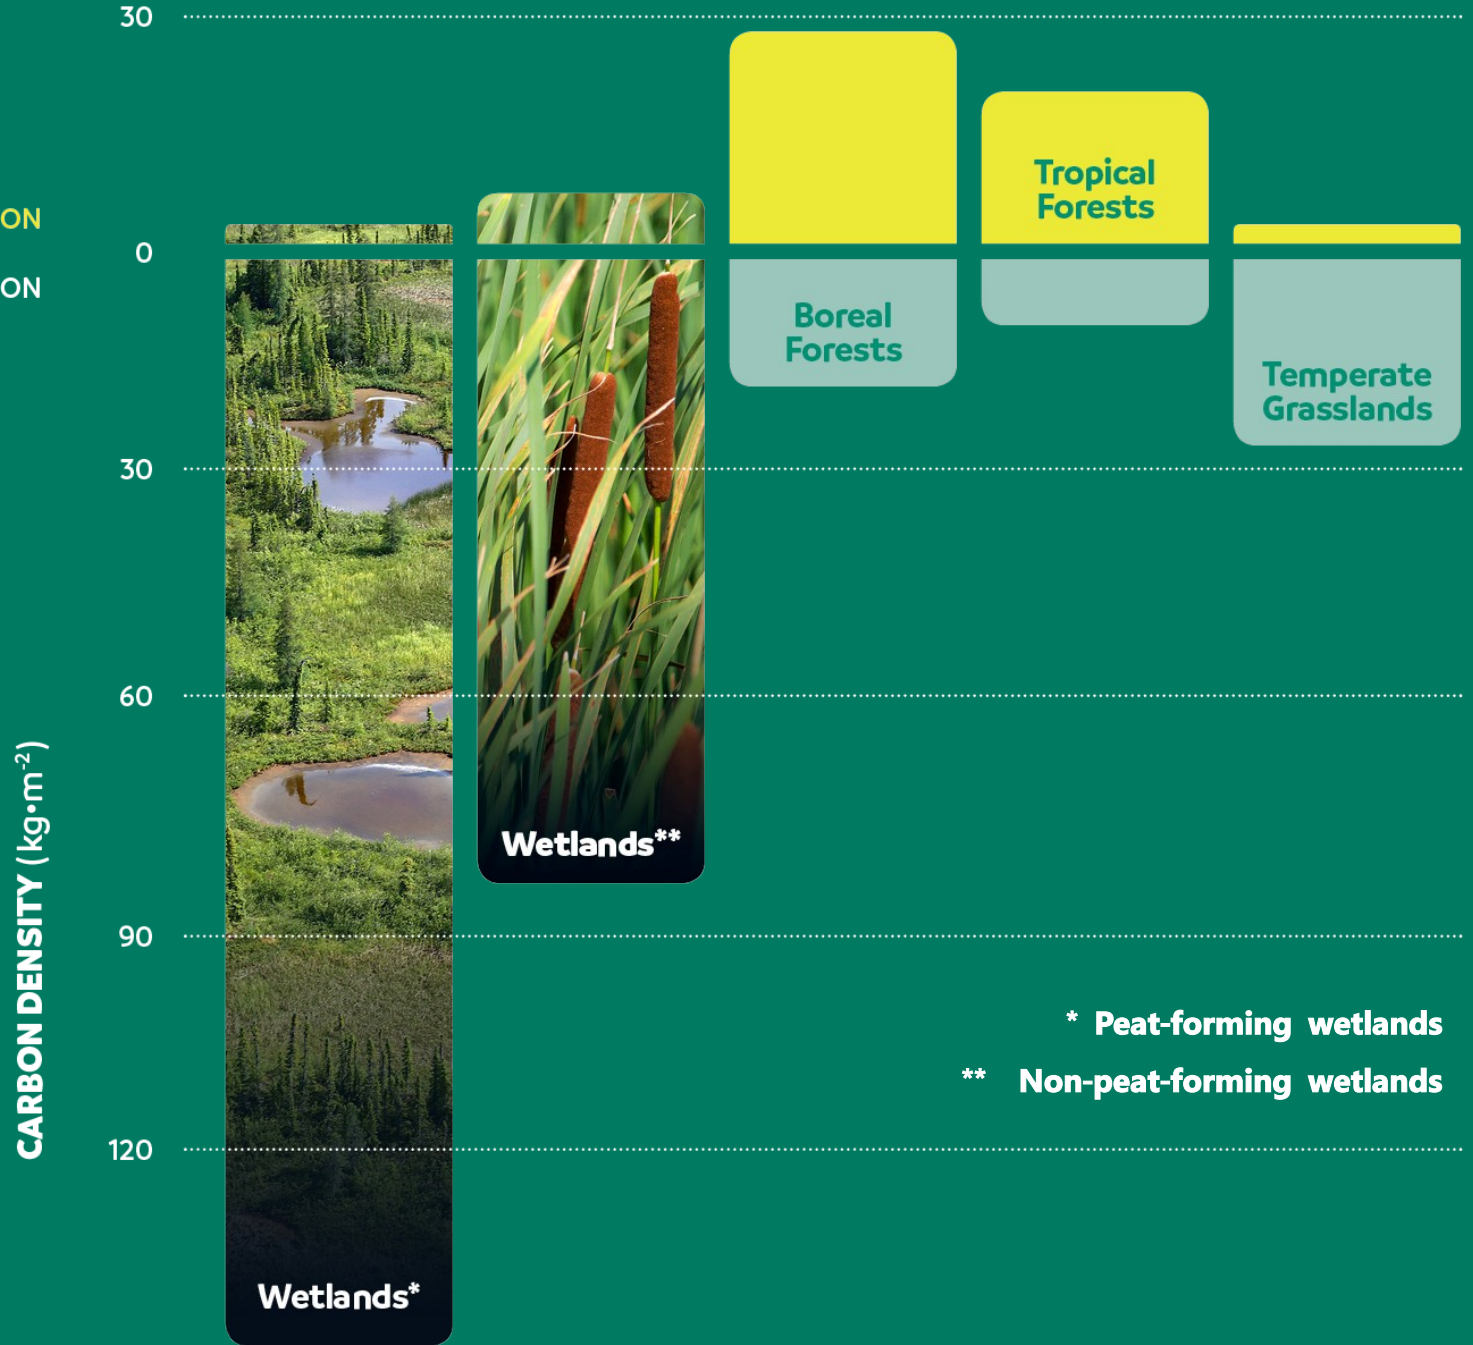 30
ON
0
ON
30
60
90
120
CARBON DENSITY (kg•m⁻²)
Wetlands*
Wetlands**
Boreal
Forests
Tropical
Forests
Temperate
Grasslands
* Peat-forming wetlands
** Non-peat-forming wetlands